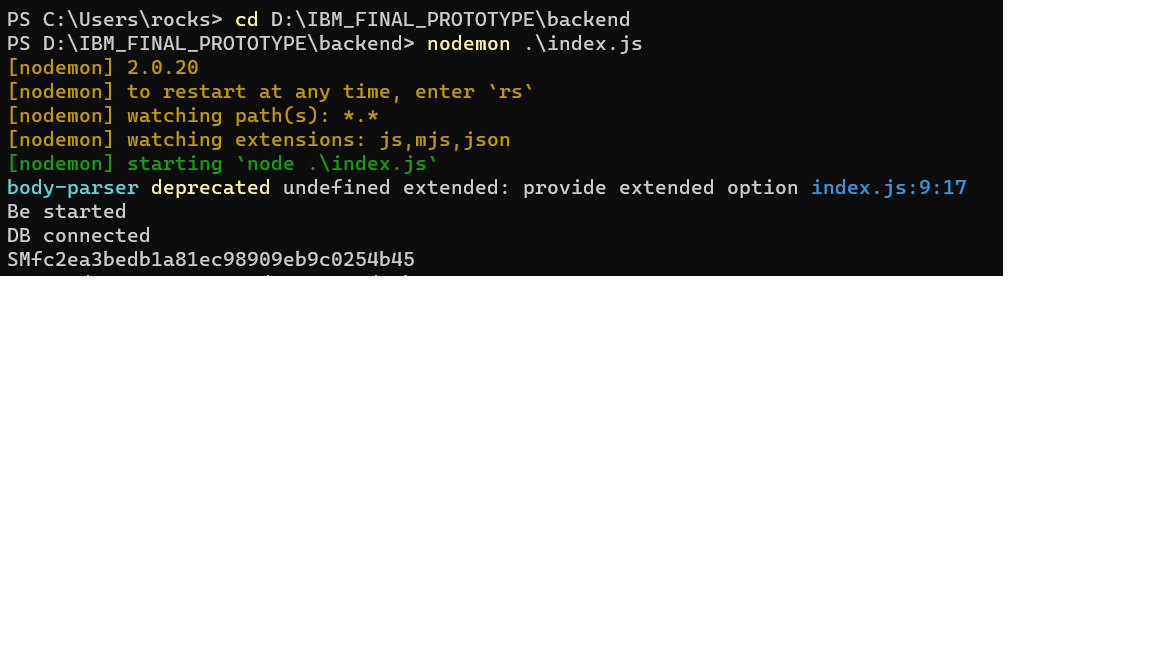 PS C:\Users\rocks> cd D:\IBM_FINAL_PROTOTYPE\backend
PS D:\IBM_FINAL_PROTOTYPE\backend> nodemon .\index.js
[nodemon] 2.0.20
[nodemon] to restart at any time, enter `rs`
[nodemon] watching path(s): *.*
[nodemon] watching extensions: js,mjs,json
[nodemon] starting `node .\index.js`
body-parser deprecated undefined extended: provide extended option index.js:9:17
Be started
DB connected
SMfc2ea3bedb1a81ec98909eb9c0254b45